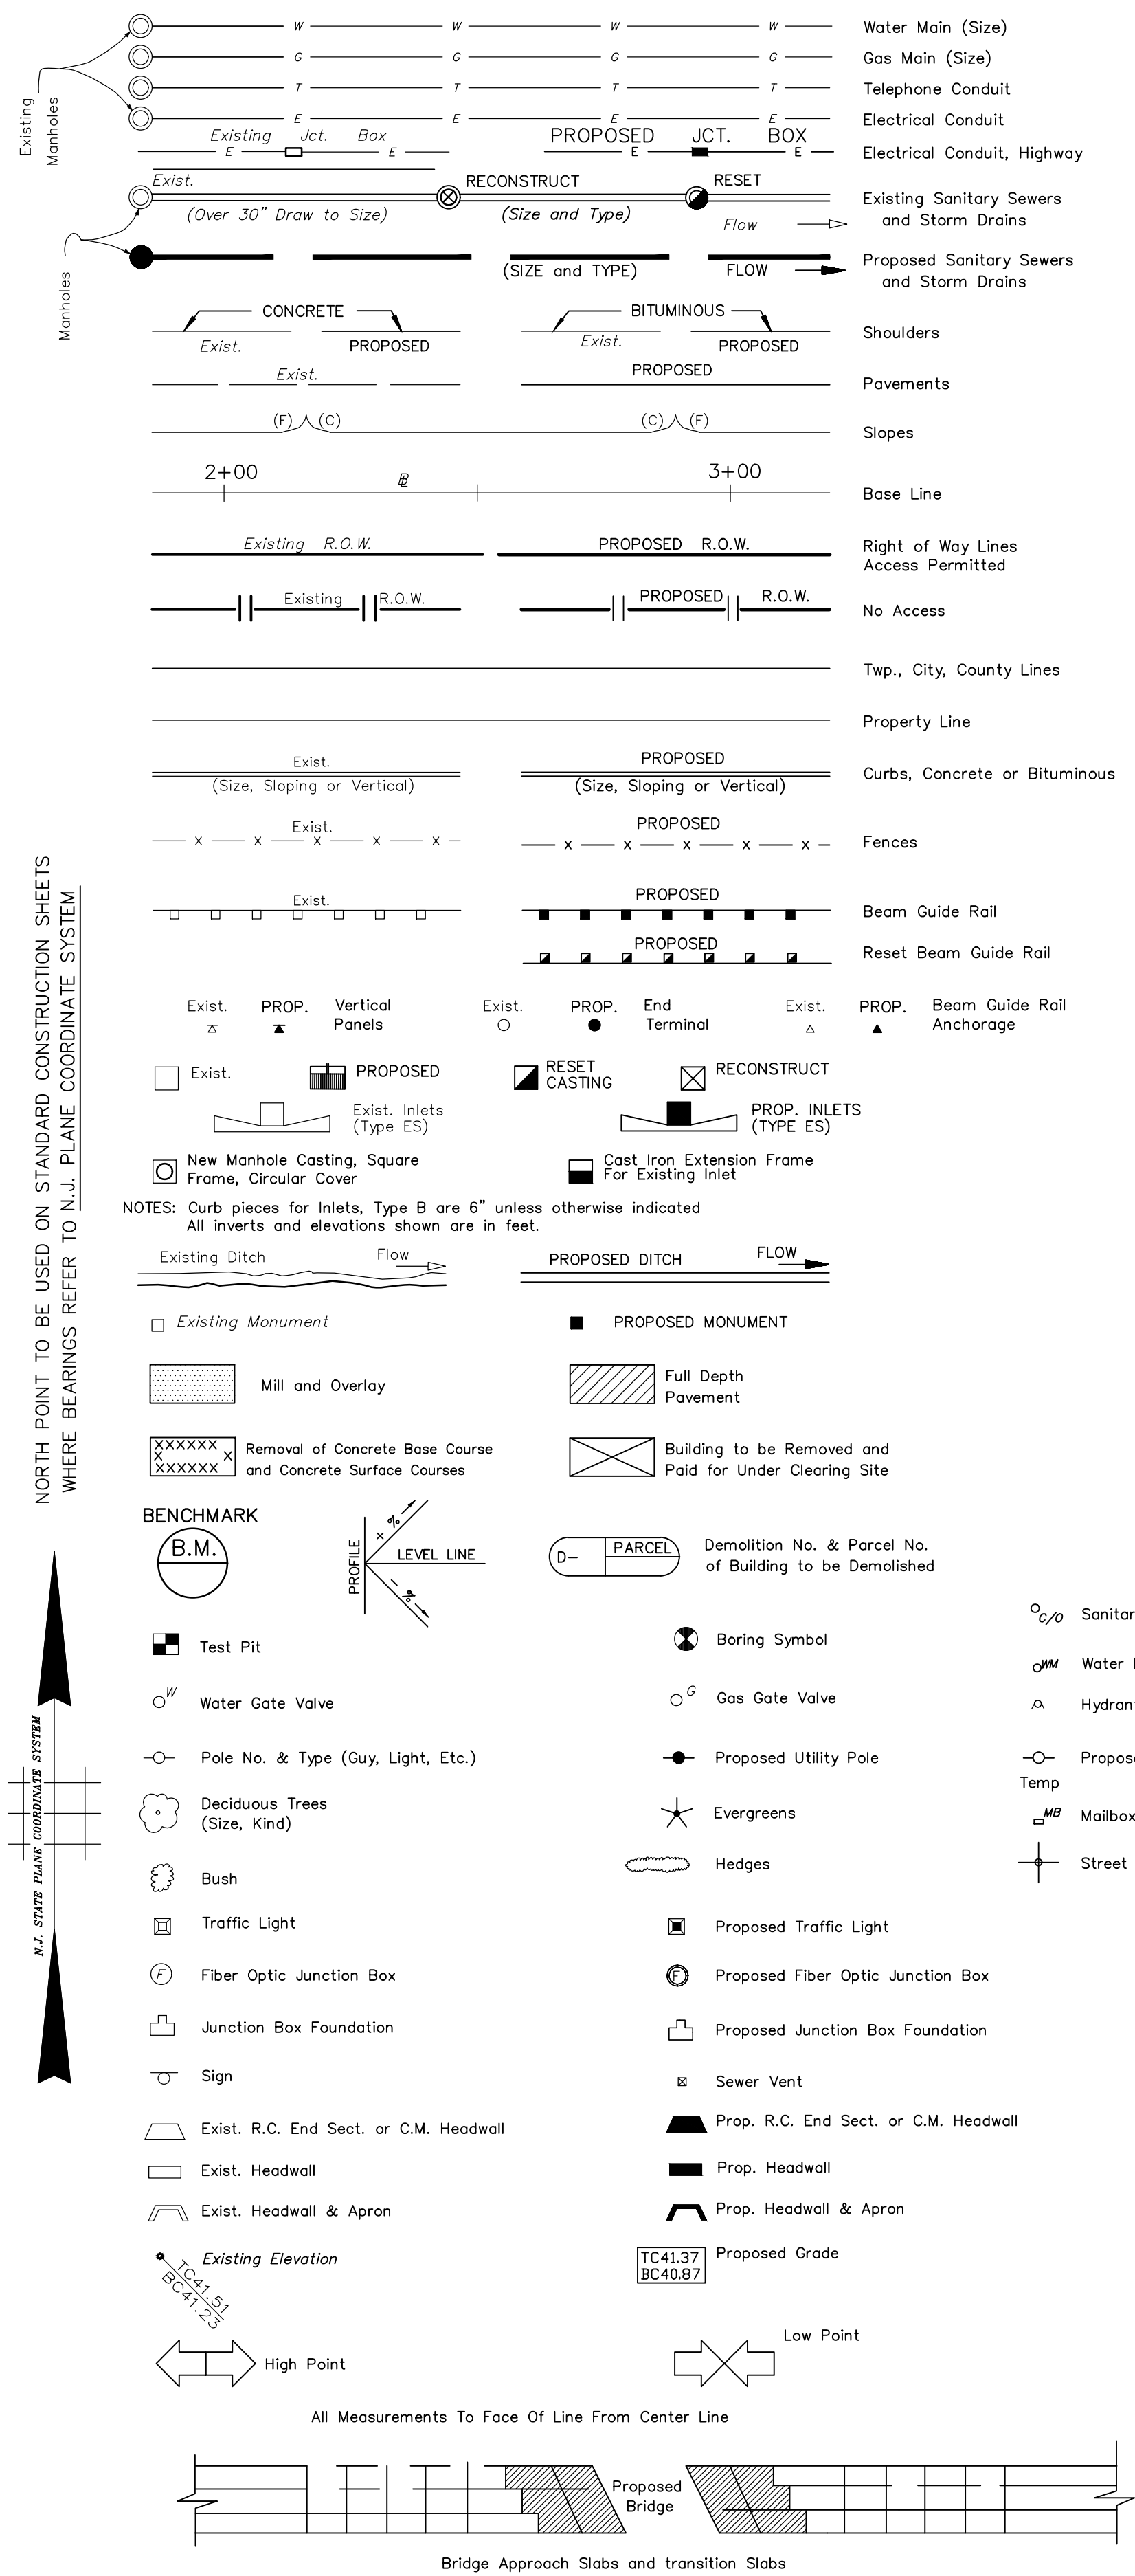 W W W W Water Main (Size)
G G G G Gas Main (Size)
T T T T Telephone Conduit
E E E E Electrical Conduit
Existing
Manholes
Existing Jct. Box PROPOSED JCT. BOX
E E E E Electrical Conduit, Highway
Exist. RECONSTRUCT RESET
(Over 30" Draw to Size) (Size and Type) Flow
Existing Sanitary Sewers
and Storm Drains
Manholes
(SIZE and TYPE) FLOW
Proposed Sanitary Sewers
and Storm Drains
CONCRETE BITUMINOUS
Exist. PROPOSED Exist. PROPOSED
Shoulders
Exist. PROPOSED
Pavements
(F) (C) (C) (F)
Slopes
2+00 BL 3+00
Base Line
Existing R.O.W. PROPOSED R.O.W.
Right of Way Lines
Access Permitted
Existing R.O.W. PROPOSED R.O.W.
No Access
Twp., City, County Lines
Property Line
Exist. PROPOSED
(Size, Sloping or Vertical) (Size, Sloping or Vertical)
Curbs, Concrete or Bituminous
Exist. PROPOSED
x x x x x x x x x x
Fences
Exist. PROPOSED
Beam Guide Rail
PROPOSED
Reset Beam Guide Rail
Exist. PROP. Vertical
Panels
Exist. PROP. End
Terminal
Exist. PROP. Beam Guide Rail
Anchorage
Exist. PROPOSED
RESET
CASTING
RECONSTRUCT
Exist. Inlets
(Type ES)
PROP. INLETS
(TYPE ES)
New Manhole Casting, Square
Frame, Circular Cover
Cast Iron Extension Frame
For Existing Inlet
NOTES: Curb pieces for Inlets, Type B are 6" unless otherwise indicated
All inverts and elevations shown are in feet.
Existing Ditch Flow PROPOSED DITCH FLOW
Existing Monument PROPOSED MONUMENT
Mill and Overlay
Full Depth
Pavement
XXXXXX
X X
XXXXXX
Removal of Concrete Base Course
and Concrete Surface Courses
Building to be Removed and
Paid for Under Clearing Site
NORTH POINT TO BE USED ON STANDARD CONSTRUCTION SHEETS
WHERE BEARINGS REFER TO N.J. PLANE COORDINATE SYSTEM
BENCHMARK
B.M.
PROFILE
+ %
LEVEL LINE
- %
D- PARCEL
Demolition No. & Parcel No.
of Building to be Demolished
C/O Sanitar
Test Pit
Boring Symbol
WM Water
W Water Gate Valve
G Gas Gate Valve
Hydran
Pole No. & Type (Guy, Light, Etc.)
Proposed Utility Pole
Propos
Temp
N.J. STATE PLANE COORDINATE SYSTEM
Deciduous Trees
(Size, Kind)
Evergreens
MB Mailbox
Bush
Hedges
Street
Traffic Light
Proposed Traffic Light
F Fiber Optic Junction Box
F Proposed Fiber Optic Junction Box
Junction Box Foundation
Proposed Junction Box Foundation
Sign
Sewer Vent
Exist. R.C. End Sect. or C.M. Headwall
Prop. R.C. End Sect. or C.M. Headwall
Exist. Headwall
Prop. Headwall
Exist. Headwall & Apron
Prop. Headwall & Apron
Existing Elevation
TC41.51
BC41.23
TC41.37
BC40.87
Proposed Grade
High Point
Low Point
All Measurements To Face Of Line From Center Line
Proposed
Bridge
Bridge Approach Slabs and transition Slabs